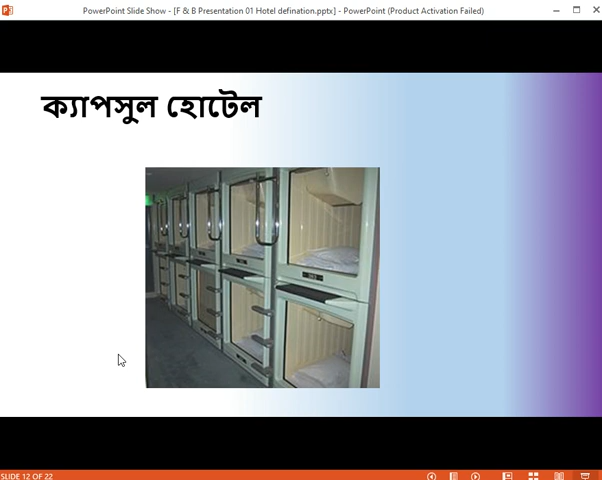 PowerPoint Slide Show - [F & B Presentation 01 Hotel defination.pptx] - PowerPoint (Product Activation Failed)
ক্যাপসুল হোটেল
SLIDE 12 OF 22